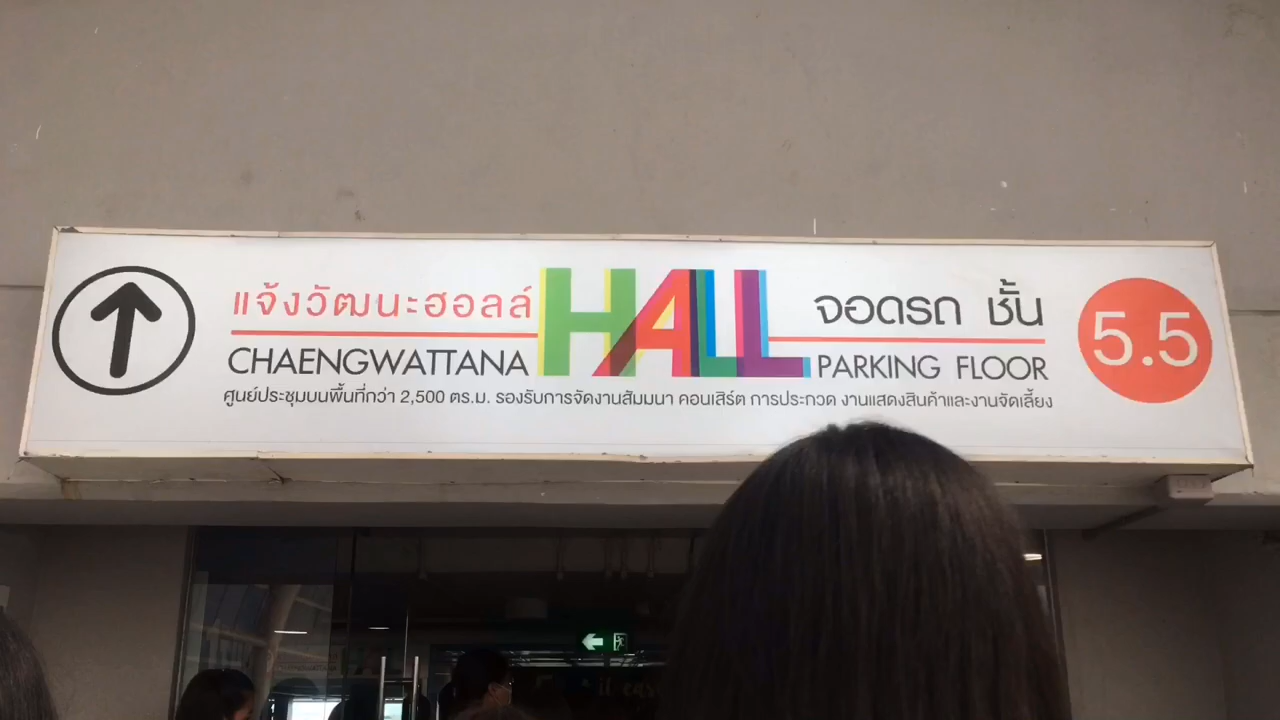 แจ้งวัฒนะฮอลล์
CHAENGWATTANA
HALL
จอดรถ ชั้น
PARKING FLOOR
5.5
ศูนย์ประชุมบนพื้นที่กว่า 2,500 ตร.ม. รองรับการจัดงานสัมมนา คอนเสิร์ต การประกวด งานแสดงสินค้าและงานจัดเลี้ยง
it